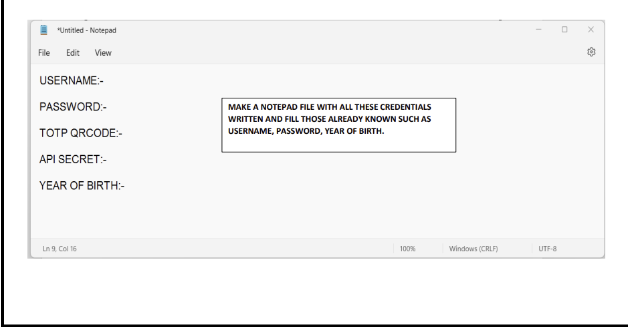 *Untitled - Notepad
File Edit View
USERNAME:-
PASSWORD:-
TOTP QRCODE:-
API SECRET:-
YEAR OF BIRTH:-
MAKE A NOTEPAD FILE WITH ALL THESE CREDENTIALS
WRITTEN AND FILL THOSE ALREADY KNOWN SUCH AS
USERNAME, PASSWORD, YEAR OF BIRTH.
Ln 9, Col 16 100% Windows (CRLF) UTF-8